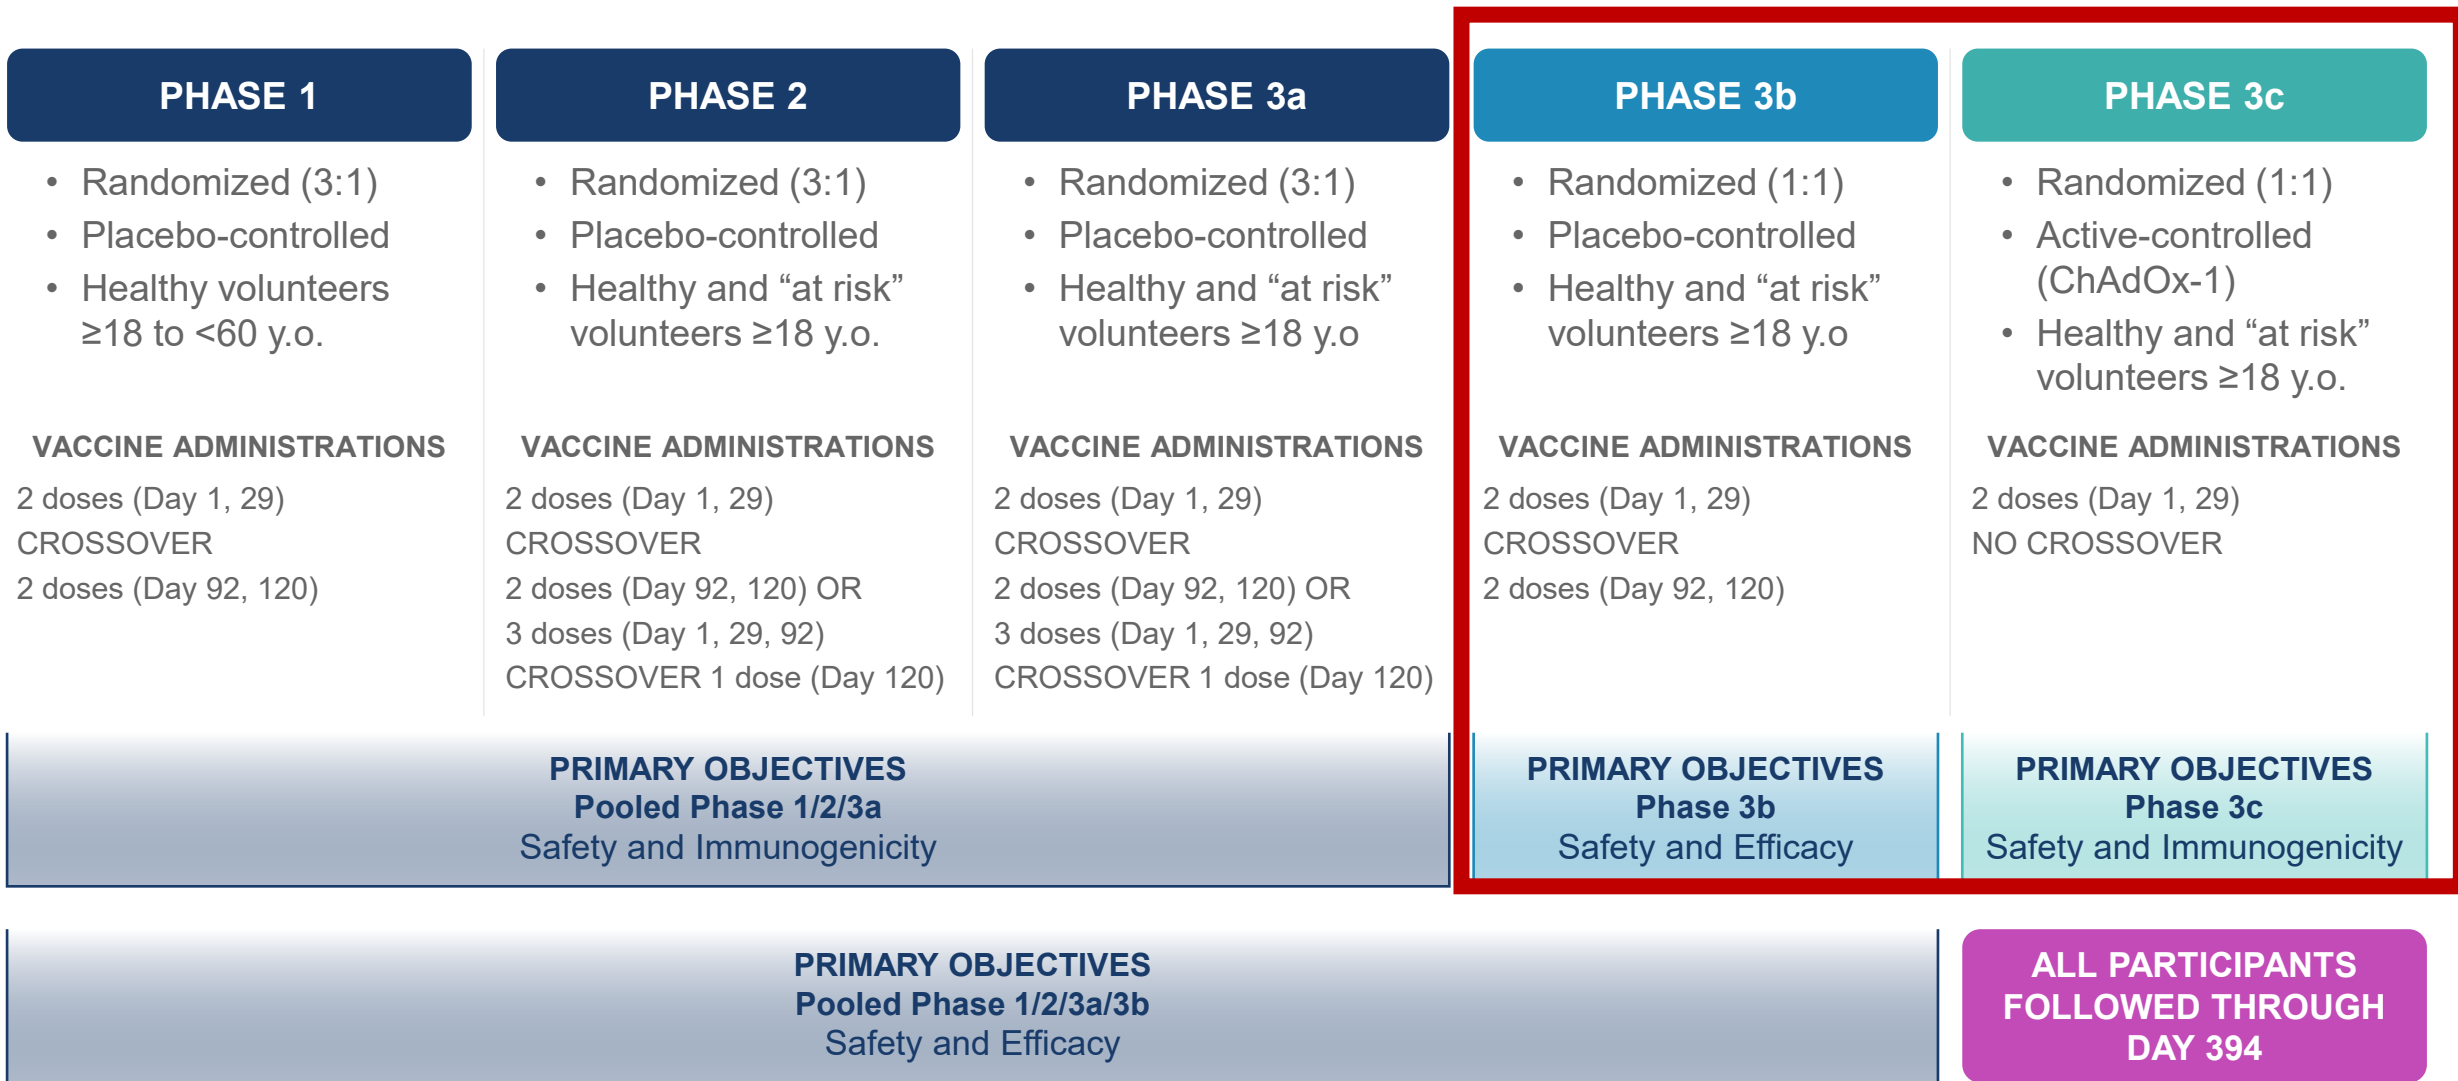 PHASE 1
• Randomized (3:1)
• Placebo-controlled
• Healthy volunteers
≥18 to <60 y.o.
VACCINE ADMINISTRATIONS
2 doses (Day 1, 29)
CROSSOVER
2 doses (Day 92, 120)
PHASE 2
• Randomized (3:1)
• Placebo-controlled
• Healthy and “at risk”
volunteers ≥18 y.o.
VACCINE ADMINISTRATIONS
2 doses (Day 1, 29)
CROSSOVER
2 doses (Day 92, 120) OR
3 doses (Day 1, 29, 92)
CROSSOVER 1 dose (Day 120)
PHASE 3a
• Randomized (3:1)
• Placebo-controlled
• Healthy and “at risk”
volunteers ≥18 y.o
VACCINE ADMINISTRATIONS
2 doses (Day 1, 29)
CROSSOVER
2 doses (Day 92, 120) OR
3 doses (Day 1, 29, 92)
CROSSOVER 1 dose (Day 120)
PHASE 3b
• Randomized (1:1)
• Placebo-controlled
• Healthy and “at risk”
volunteers ≥18 y.o
VACCINE ADMINISTRATIONS
2 doses (Day 1, 29)
CROSSOVER
2 doses (Day 92, 120)
PHASE 3c
• Randomized (1:1)
• Active-controlled
(ChAdOx-1)
• Healthy and “at risk”
volunteers ≥18 y.o.
VACCINE ADMINISTRATIONS
2 doses (Day 1, 29)
NO CROSSOVER
PRIMARY OBJECTIVES
Pooled Phase 1/2/3a
Safety and Immunogenicity
PRIMARY OBJECTIVES
Phase 3b
Safety and Efficacy
PRIMARY OBJECTIVES
Phase 3c
Safety and Immunogenicity
PRIMARY OBJECTIVES
Pooled Phase 1/2/3a/3b
Safety and Efficacy
ALL PARTICIPANTS
FOLLOWED THROUGH
DAY 394